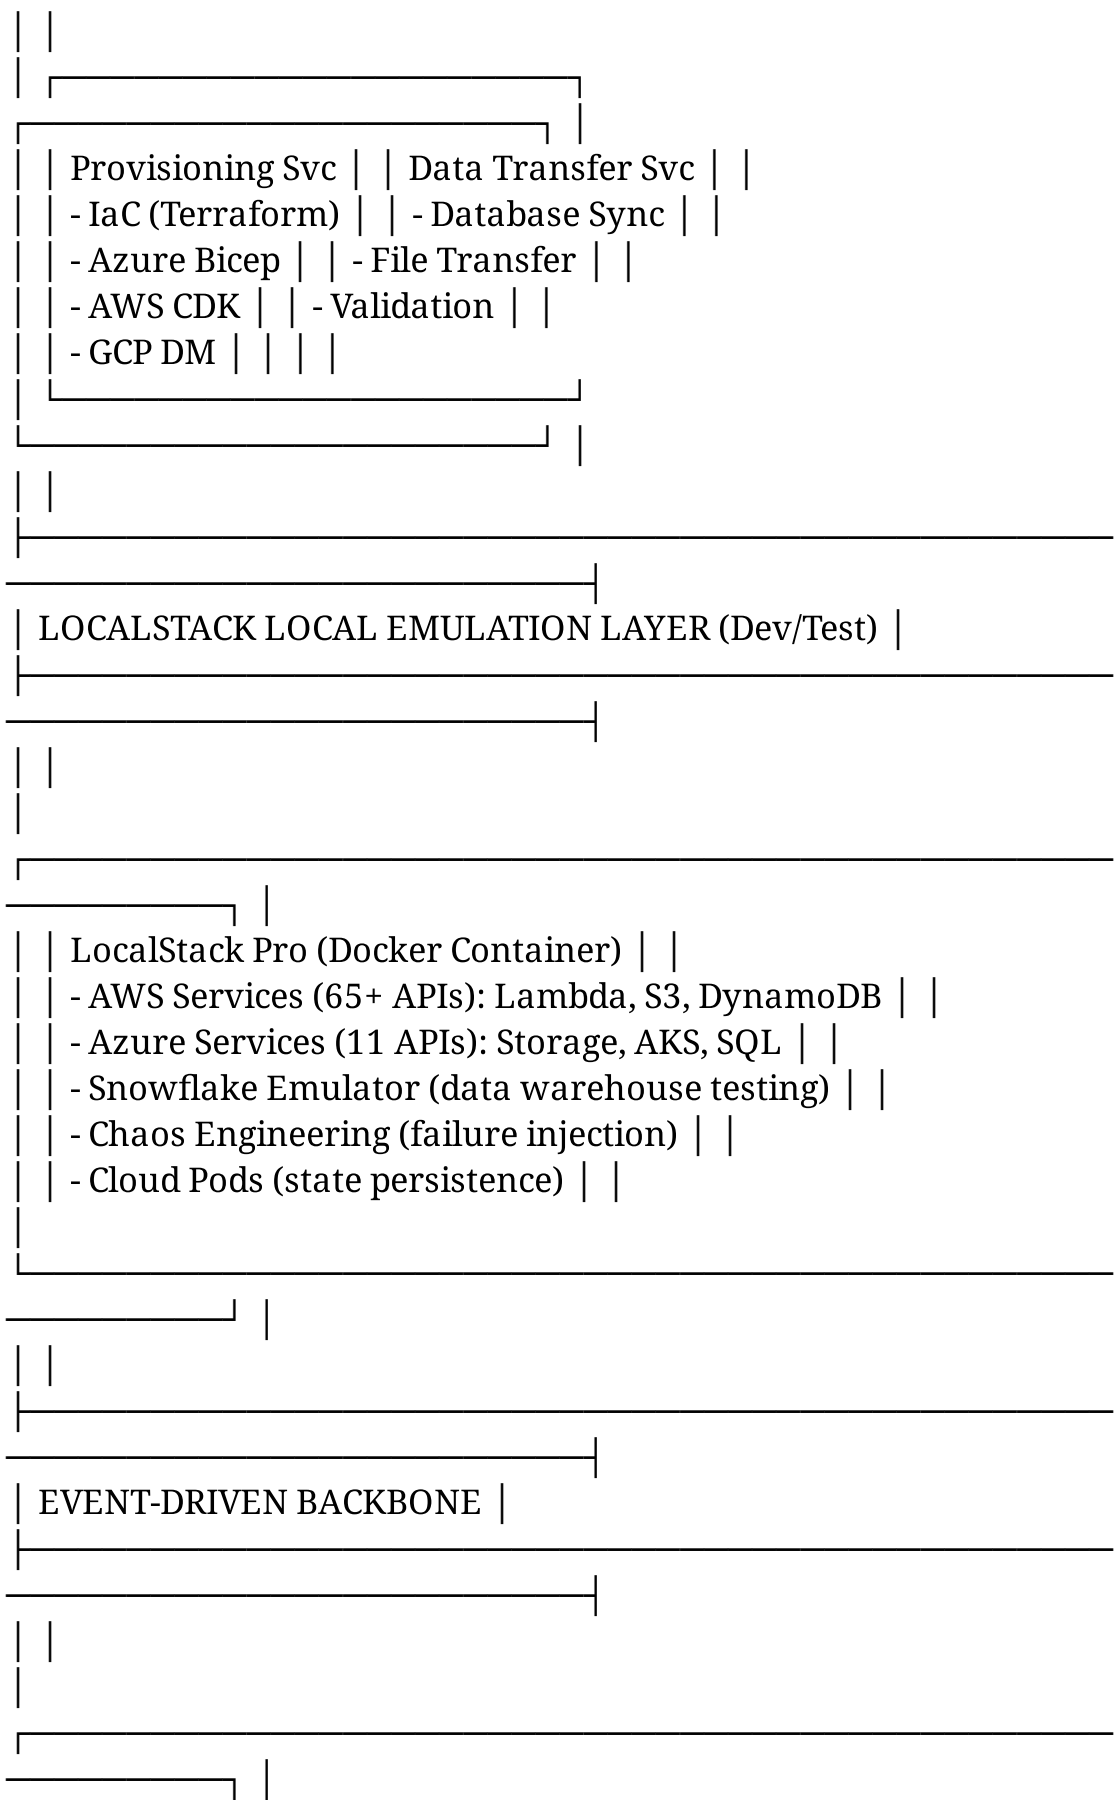 │ │
│ ┌──────────────────────────┐
┌──────────────────────────┐ │
│ │ Provisioning Svc │ │ Data Transfer Svc │ │
│ │ - IaC (Terraform) │ │ - Database Sync │ │
│ │ - Azure Bicep │ │ - File Transfer │ │
│ │ - AWS CDK │ │ - Validation │ │
│ │ - GCP DM │ │ │ │
│ └──────────────────────────┘
└──────────────────────────┘ │
│ │
├──────────────────────────────────────────────────────
─────────────────────────────┤
│ LOCALSTACK LOCAL EMULATION LAYER (Dev/Test) │
├──────────────────────────────────────────────────────
─────────────────────────────┤
│ │
│
┌──────────────────────────────────────────────────────
───────────┐ │
│ │ LocalStack Pro (Docker Container) │ │
│ │ - AWS Services (65+ APIs): Lambda, S3, DynamoDB │ │
│ │ - Azure Services (11 APIs): Storage, AKS, SQL │ │
│ │ - Snowflake Emulator (data warehouse testing) │ │
│ │ - Chaos Engineering (failure injection) │ │
│ │ - Cloud Pods (state persistence) │ │
│
└──────────────────────────────────────────────────────
───────────┘ │
│ │
├──────────────────────────────────────────────────────
─────────────────────────────┤
│ EVENT-DRIVEN BACKBONE │
├──────────────────────────────────────────────────────
─────────────────────────────┤
│ │
│
┌──────────────────────────────────────────────────────
───────────┐ │